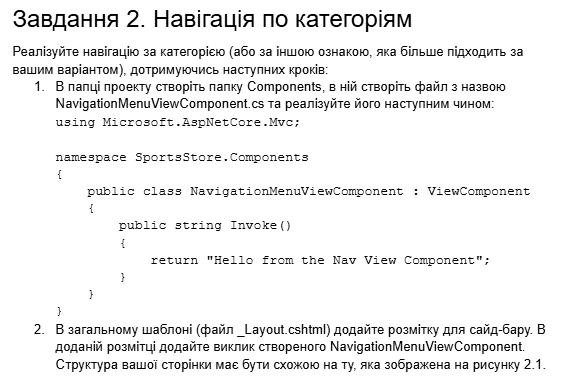 Завдання 2. Навігація по категоріям
Реалізуйте навігацію за категорією (або за іншою ознакою, яка більше підходить за
вашим варіантом), дотримуючись наступних кроків:
1. В папці проекту створіть папку Components, в ній створіть файл з назвою
NavigationMenuViewComponent.cs та реалізуйте його наступним чином:
using Microsoft.AspNetCore.Mvc;
namespace SportsStore.Components
{
public class NavigationMenuViewComponent : ViewComponent
{
public string Invoke()
{
return "Hello from the Nav View Component";
}
}
}
2. В загальному шаблоні (файл _Layout.cshtml) додайте розмітку для сайд-бару. В
доданій розмітці додайте виклик створеного NavigationMenuViewComponent.
Структура вашої сторінки має бути схожою на ту, яка зображена на рисунку 2.1.